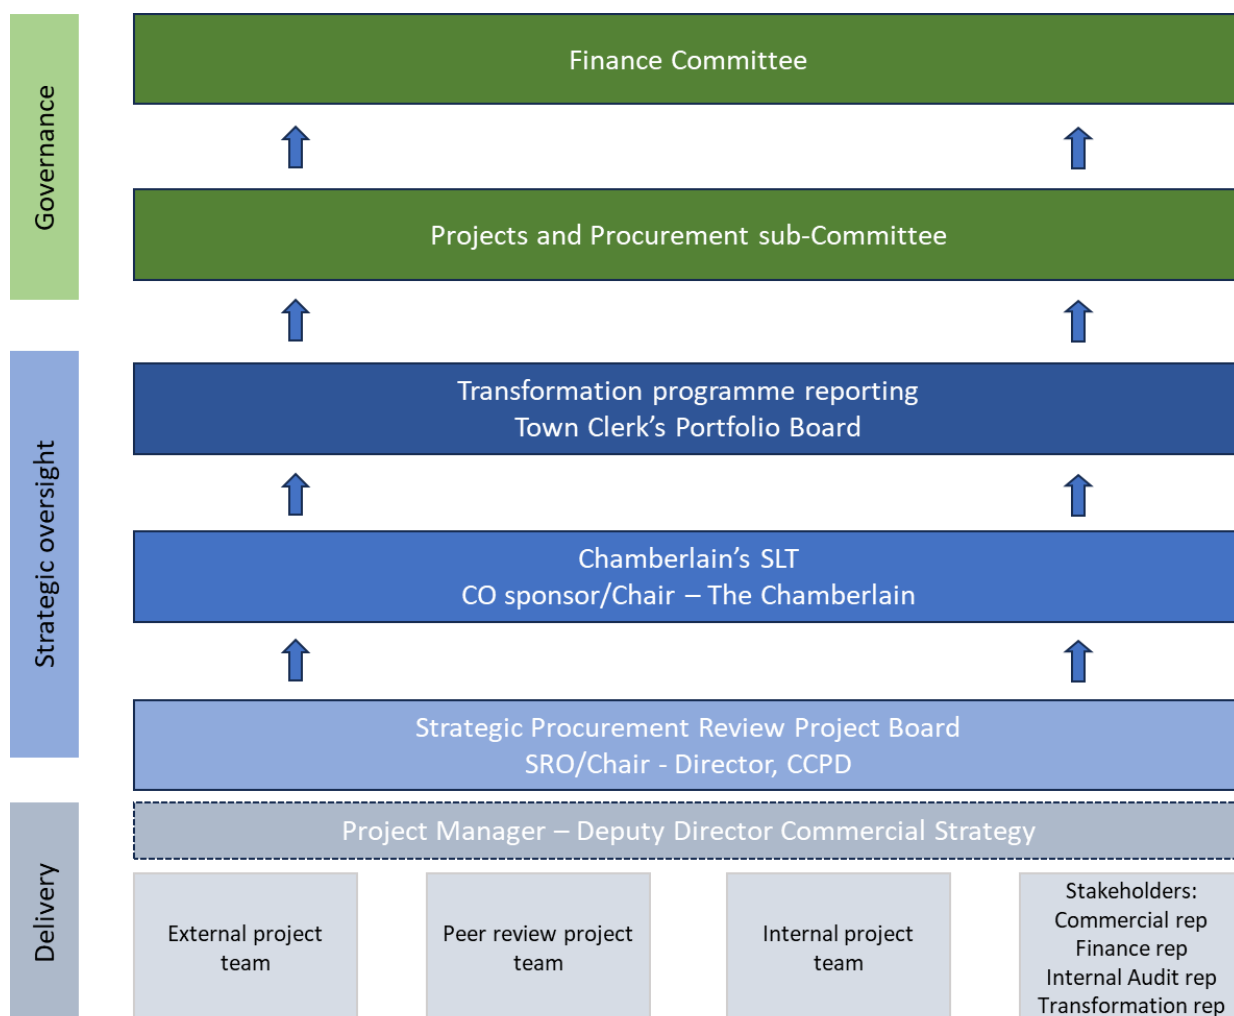 Governance
Finance Committee
Projects and Procurement sub-Committee
Strategic oversight
Transformation programme reporting
Town Clerk’s Portfolio Board
Chamberlain’s SLT
CO sponsor/Chair – The Chamberlain
Strategic Procurement Review Project Board
SRO/Chair - Director, CCPD
Delivery
Project Manager – Deputy Director Commercial Strategy
External project
team
Peer review project
team
Internal project
team
Stakeholders:
Commercial rep
Finance rep
Internal Audit rep
Transformation rep